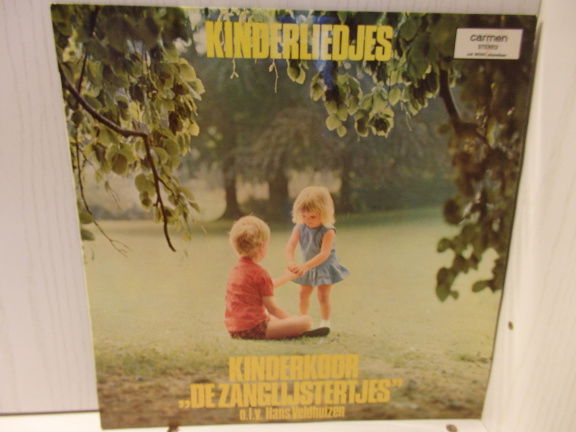 KINDERLIEDJES
carmen
STEREO
KINDERKOOR
„DE ZANGLIJSTERTJES”
o.l.v. Hans Veldhuizen